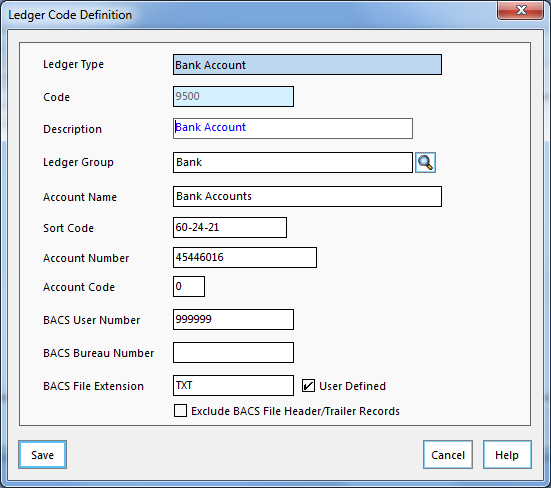 Ledger Code Definition
Ledger Type Bank Account
Code 9500
Description Bank Account
Ledger Group Bank
Account Name Bank Accounts
Sort Code 60-24-21
Account Number 45446016
Account Code 0
BACS User Number 999999
BACS Bureau Number
BACS File Extension TXT User Defined
Exclude BACS File Header/Trailer Records
Save Cancel Help